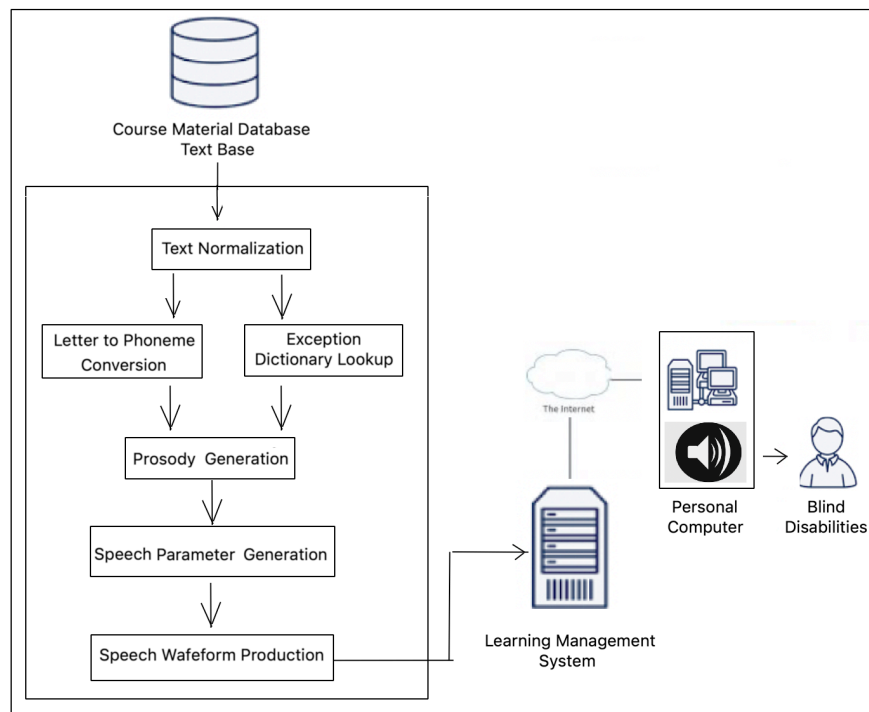 Course Material Database
Text Base
Text Normalization
Letter to Phoneme
Conversion
Exception
Dictionary Lookup
Prosody Generation
Speech Parameter Generation
Speech Wafeform Production
Learning Management
System
The Internet
Personal
Computer
Blind
Disabilities